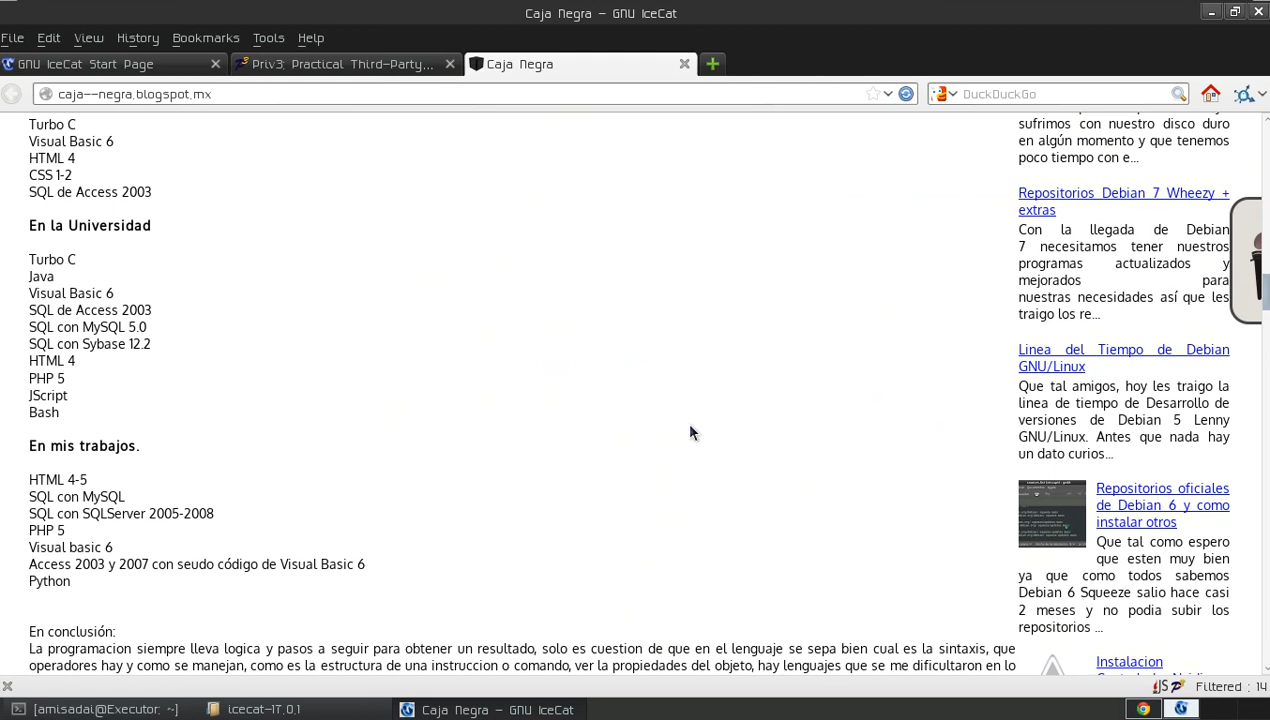 Caja Negra - GNU IceCat
File Edit View History Bookmarks Tools Help
GNU IceCat Start Page
Priv3: Practical Third-Party...
Caja Negra
caja--negra.blogspot.mx
DuckDuckGo
Turbo C
Visual Basic 6
HTML 4
CSS 1-2
SQL de Access 2003
En la Universidad
Turbo C
Java
Visual Basic 6
SQL de Access 2003
SQL con MySQL 5.0
SQL con Sybase 12.2
HTML 4
PHP 5
JScript
Bash
En mis trabajos.
HTML 4-5
SQL con MySQL
SQL con SQLServer 2005-2008
PHP 5
Visual basic 6
Access 2003 y 2007 con seudo código de Visual Basic 6
Python
En conclusión:
La programacion siempre lleva logica y pasos a seguir para obtener un resultado, solo es cuestion de que en el lenguaje se sepa bien cual es la sintaxis, que
operadores hay y como se manejan, como es la estructura de una instruccion o comando, ver la propiedades del objeto, hay lenguajes que se me dificultaron en lo
sufrimos con nuestro disco duro
en algún momento y que tenemos
poco tiempo con e...
Repositorios Debian 7 Wheezy +
extras
Con la llegada de Debian
7 necesitamos tener nuestros
programas actualizados y
mejorados para
nuestras necesidades así que les
traigo los re...
Linea del Tiempo de Debian
GNU/Linux
Que tal amigos, hoy les traigo la
linea de tiempo de Desarrollo de
versiones de Debian 5 Lenny
GNU/Linux. Antes que nada hay
un dato curios...
Repositorios oficiales
de Debian 6 y como
instalar otros
Que tal como espero
que esten muy bien
ya que como todos sabemos
Debian 6 Squeeze salio hace casi
2 meses y no podia subir los
repositorios ...
Instalacion
JS
Filtered : 14
[amisadai@Executor: ~]
icecat-17.0.1
Caja Negra - GNU IceCat